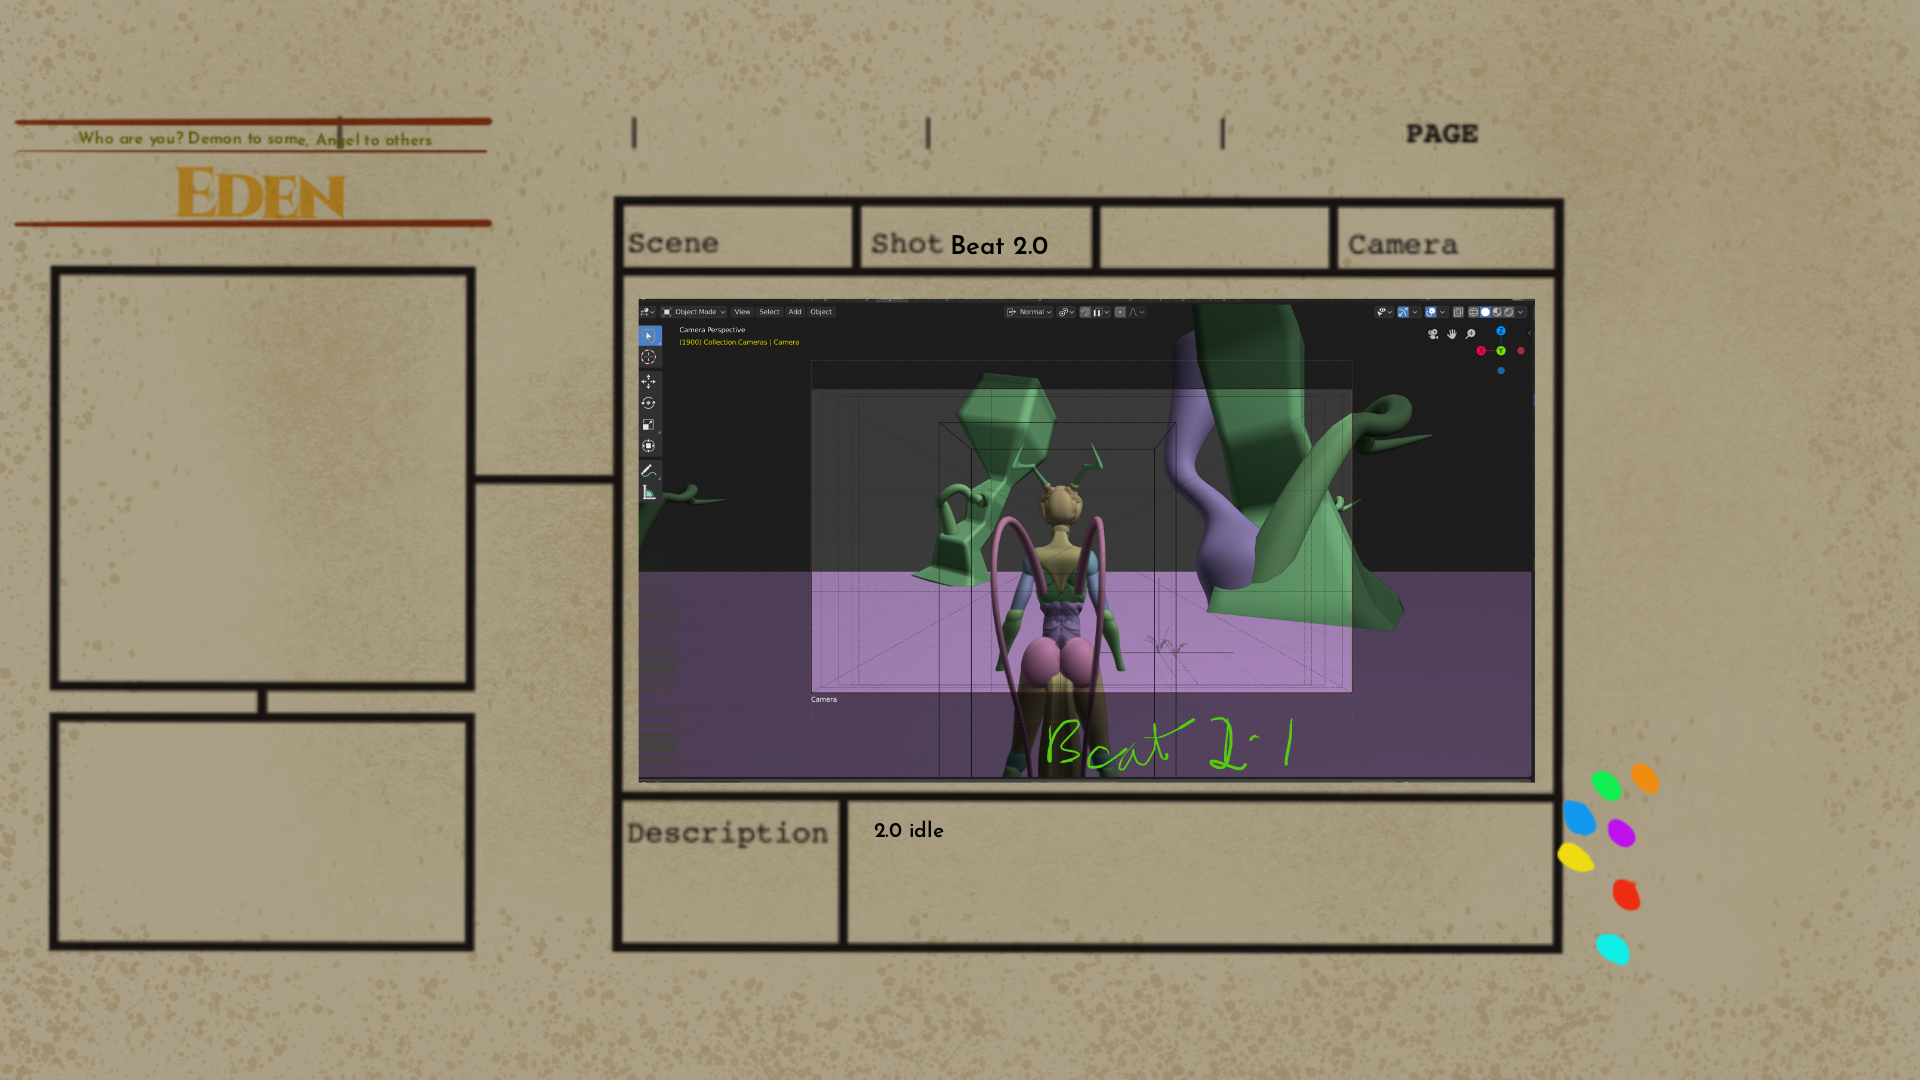 Who are you? Demon to some, Angel to others
EDEN
PAGE
Scene
Shot Beat 2.0
Camera
Object Mode View Select Add Object
Normal
Camera Perspective
(1900) Collection.Cameras | Camera
Z
X
Y
Camera
Beat 2.1
Description
2.0 idle